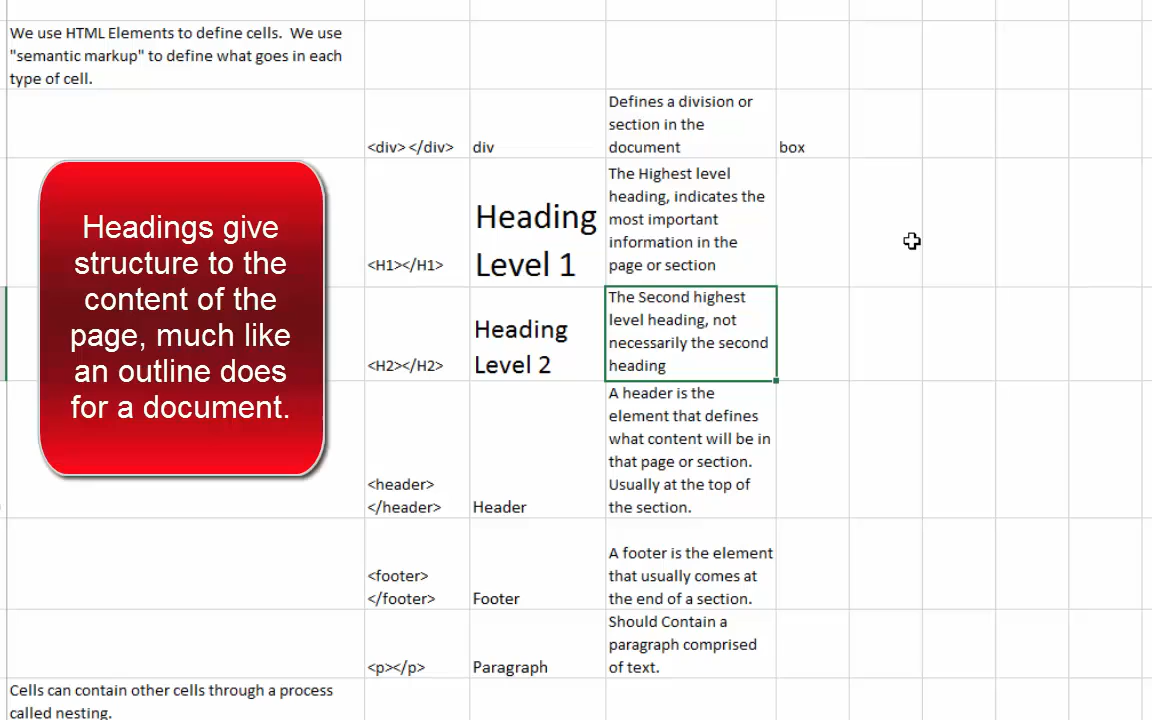 We use HTML Elements to define cells.  We use
"semantic markup" to define what goes in each
type of cell.
<div> </div>
div
Defines a division or
section in the
document
box
Headings give
structure to the
content of the
page, much like
an outline does
for a document.
<H1></H1>
Heading
Level 1
The Highest level
heading, indicates the
most important
information in the
page or section
<H2></H2>
Heading
Level 2
The Second highest
level heading, not
necessarily the second
heading
<header>
</header>
Header
A header is the
element that defines
what content will be in
that page or section.
Usually at the top of
the section.
<footer>
</footer>
Footer
A footer is the element
that usually comes at
the end of a section.
<p></p>
Paragraph
Should Contain a
paragraph comprised
of text.
Cells can contain other cells through a process
called nesting.